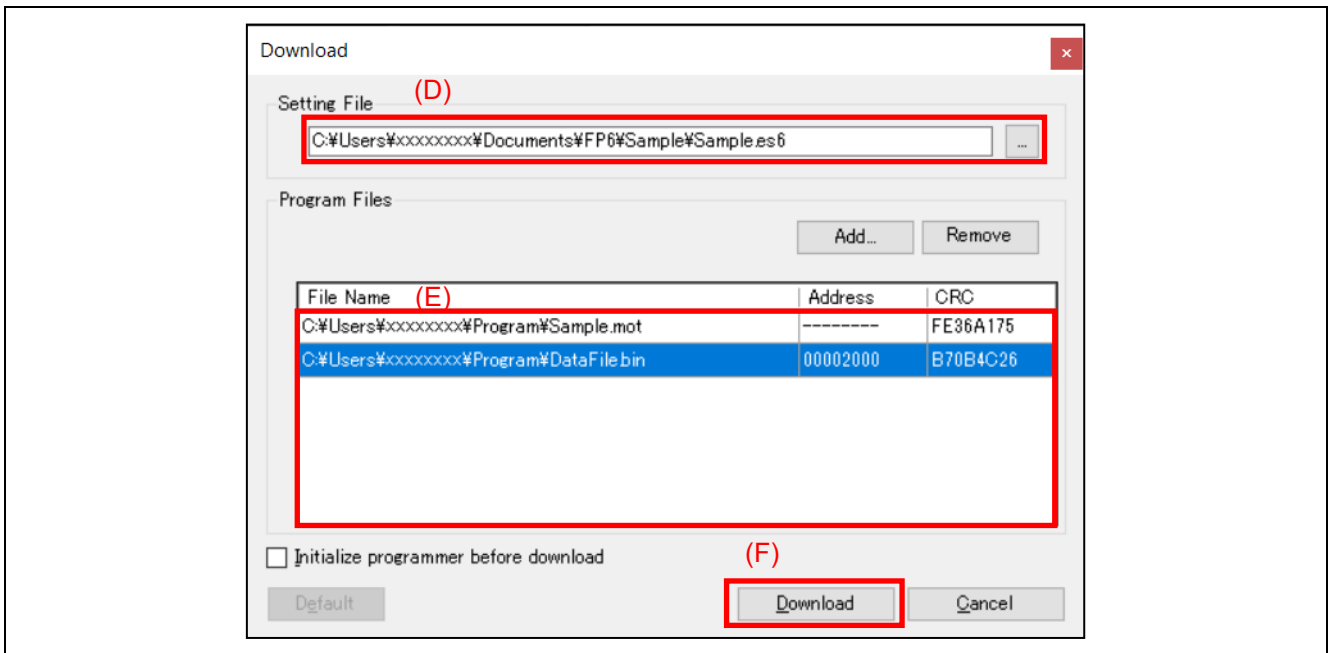 Download
×
(D)
Setting File
C:¥Users¥xxxxxxxx¥Documents¥FP6¥Sample¥Sample.es6
...
Program Files
Add... Remove
File Name (E) Address CRC
C:¥Users¥xxxxxxxx¥Program¥Sample.mot -------- FE36A175
C:¥Users¥xxxxxxxx¥Program¥DataFile.bin 00002000 B70B4C26
Initialize programmer before download
(F)
Default Download Cancel